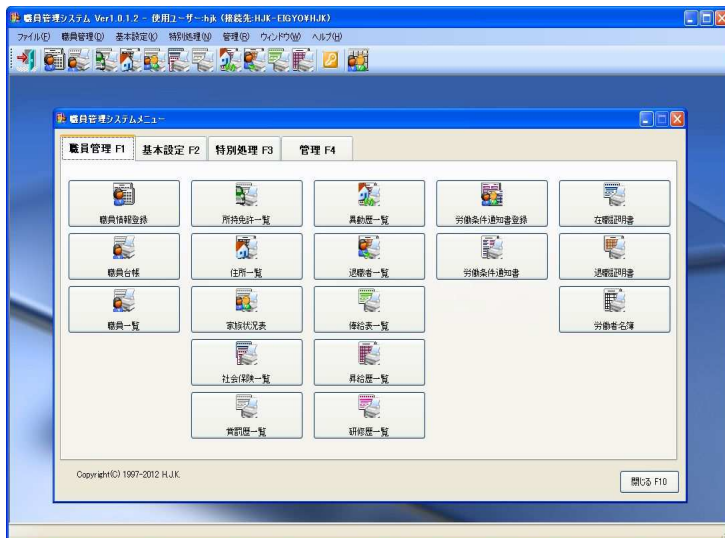 職員管理システム Ver1.0.1.2 - 使用ユーザー:hjk (接続先:HJK-EIGYO¥HJK)
ファイル(F) 職員管理(Q) 基本設定(K) 特別処理(N) 管理(R) ウィンドウ(W) ヘルプ(H)
職員管理システムメニュー
職員管理 F1 基本設定 F2 特別処理 F3 管理 F4
職員情報登録 所持免許一覧 異動歴一覧 労働条件通知書登録 在職証明書
職員台帳 住所一覧 退職者一覧 労働条件通知書 退職証明書
職員一覧 家族状況表 俸給表一覧 労働者名簿
社会保険一覧 昇給歴一覧
賞罰歴一覧 研修歴一覧
Copyright(C) 1997-2012 H.J.K.
閉じる F10